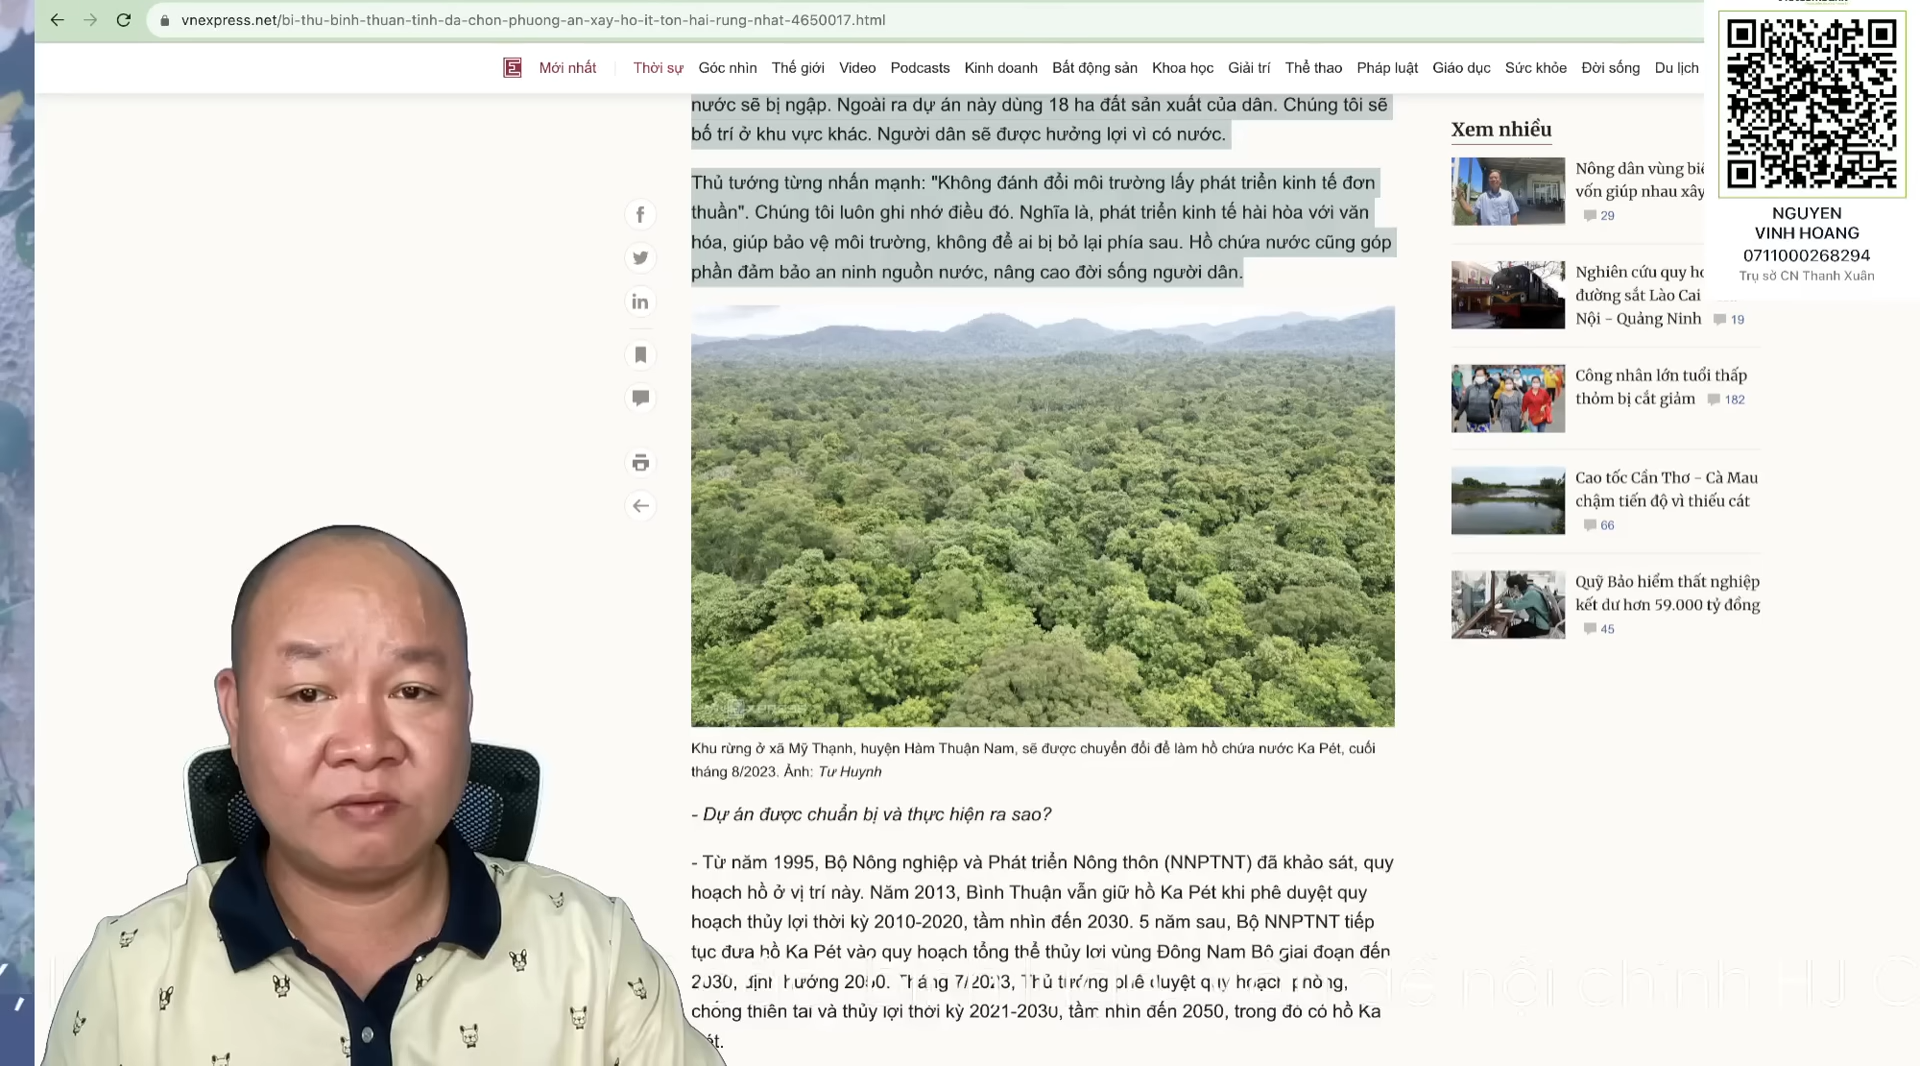 vnexpress.net/bi-thu-binh-thuan-tinh-da-chon-phuong-an-xay-ho-it-ton-hai-rung-nhat-4650017.html
Mới nhất Thời sự Góc nhìn Thế giới Video Podcasts Kinh doanh Bất động sản Khoa học Giải trí Thể thao Pháp luật Giáo dục Sức khỏe Đời sống Du lịch
nước sẽ bị ngập. Ngoài ra dự án này dùng 18 ha đất sản xuất của dân. Chúng tôi sẽ
bố trí ở khu vực khác. Người dân sẽ được hưởng lợi vì có nước.
Thủ tướng từng nhấn mạnh: "Không đánh đổi môi trường lấy phát triển kinh tế đơn
thuần". Chúng tôi luôn ghi nhớ điều đó. Nghĩa là, phát triển kinh tế hài hòa với văn
hóa, giúp bảo vệ môi trường, không để ai bị bỏ lại phía sau. Hồ chứa nước cũng góp
phần đảm bảo an ninh nguồn nước, nâng cao đời sống người dân.
Khu rừng ở xã Mỹ Thạnh, huyện Hàm Thuận Nam, sẽ được chuyển đổi để làm hồ chứa nước Ka Pét, cuối
tháng 8/2023. Ảnh: Tư Huynh
- Dự án được chuẩn bị và thực hiện ra sao?
- Từ năm 1995, Bộ Nông nghiệp và Phát triển Nông thôn (NNPTNT) đã khảo sát, quy
hoạch hồ ở vị trí này. Năm 2013, Bình Thuận vẫn giữ hồ Ka Pét khi phê duyệt quy
hoạch thủy lợi thời kỳ 2010-2020, tầm nhìn đến 2030. 5 năm sau, Bộ NNPTNT tiếp
tục đưa hồ Ka Pét vào quy hoạch tổng thể thủy lợi vùng Đông Nam Bộ giai đoạn đến
2030, định hướng 2050. Tháng 7/2023, Thủ tướng phê duyệt quy hoạch phòng,
chống thiên tai và thủy lợi thời kỳ 2021-2030, tầm nhìn đến 2050, trong đó có hồ Ka
nội chính
Xem nhiều
Nông dân vùng
vốn giúp nhau xây
29
Nghiên cứu quy
đường sắt Lào Cai
Nội - Quảng Ninh 19
Công nhân lớn tuổi thấp
thỏm bị cắt giảm 182
Cao tốc Cần Thơ - Cà Mau
chậm tiến độ vì thiếu cát
66
Quỹ Bảo hiểm thất nghiệp
kết dư hơn 59.000 tỷ đồng
45
NGUYEN
VINH HOANG
0711000268294
Trụ sở CN Thanh Xuân